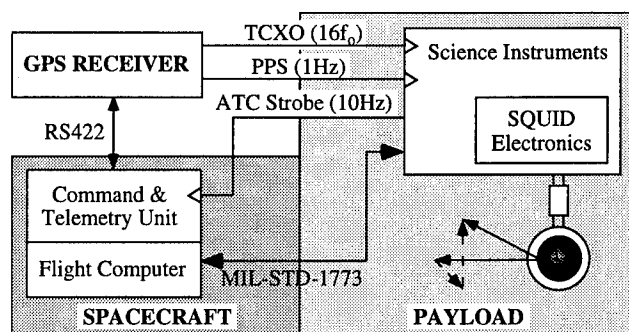 TCXO (16f₀)
GPS RECEIVER
PPS (1Hz)
ATC Strobe (10Hz)
RS422
Science Instruments
SQUID
Electronics
Command &
Telemetry Unit
Flight Computer
MIL-STD-1773
SPACECRAFT
PAYLOAD